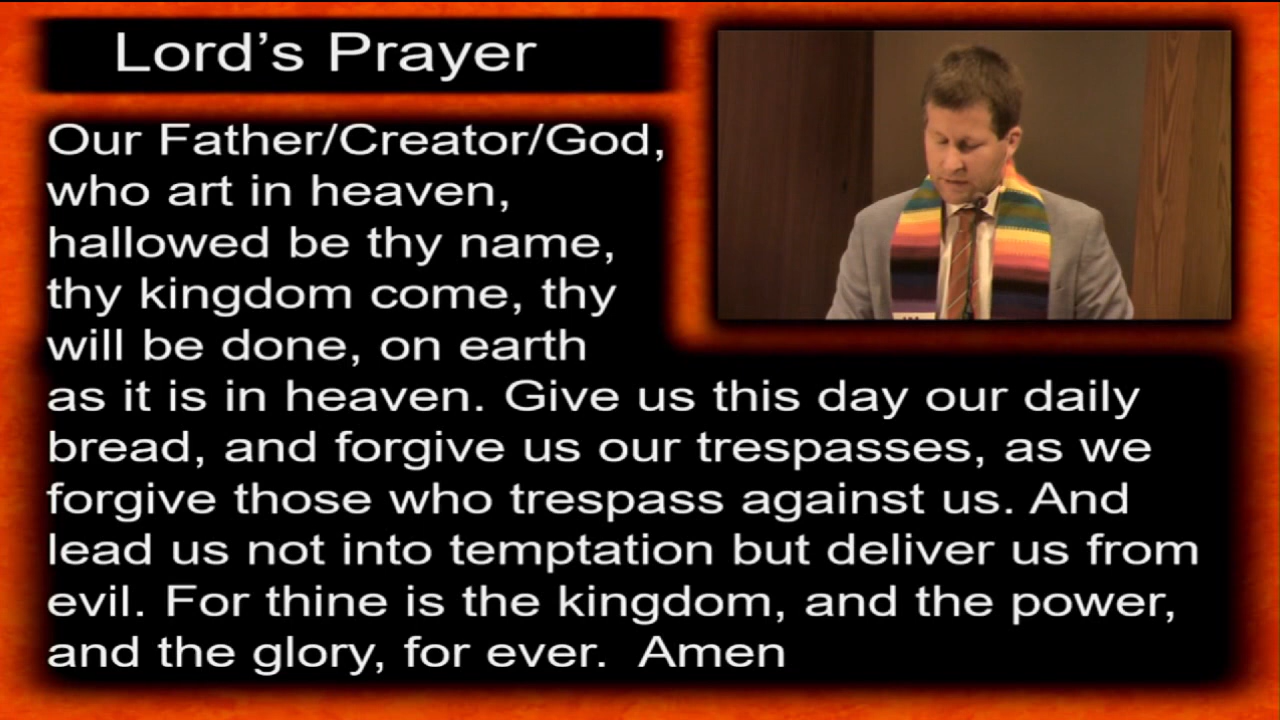 Lord’s Prayer
Our Father/Creator/God,
who art in heaven,
hallowed be thy name,
thy kingdom come, thy
will be done, on earth
as it is in heaven. Give us this day our daily
bread, and forgive us our trespasses, as we
forgive those who trespass against us. And
lead us not into temptation but deliver us from
evil. For thine is the kingdom, and the power,
and the glory, for ever.  Amen